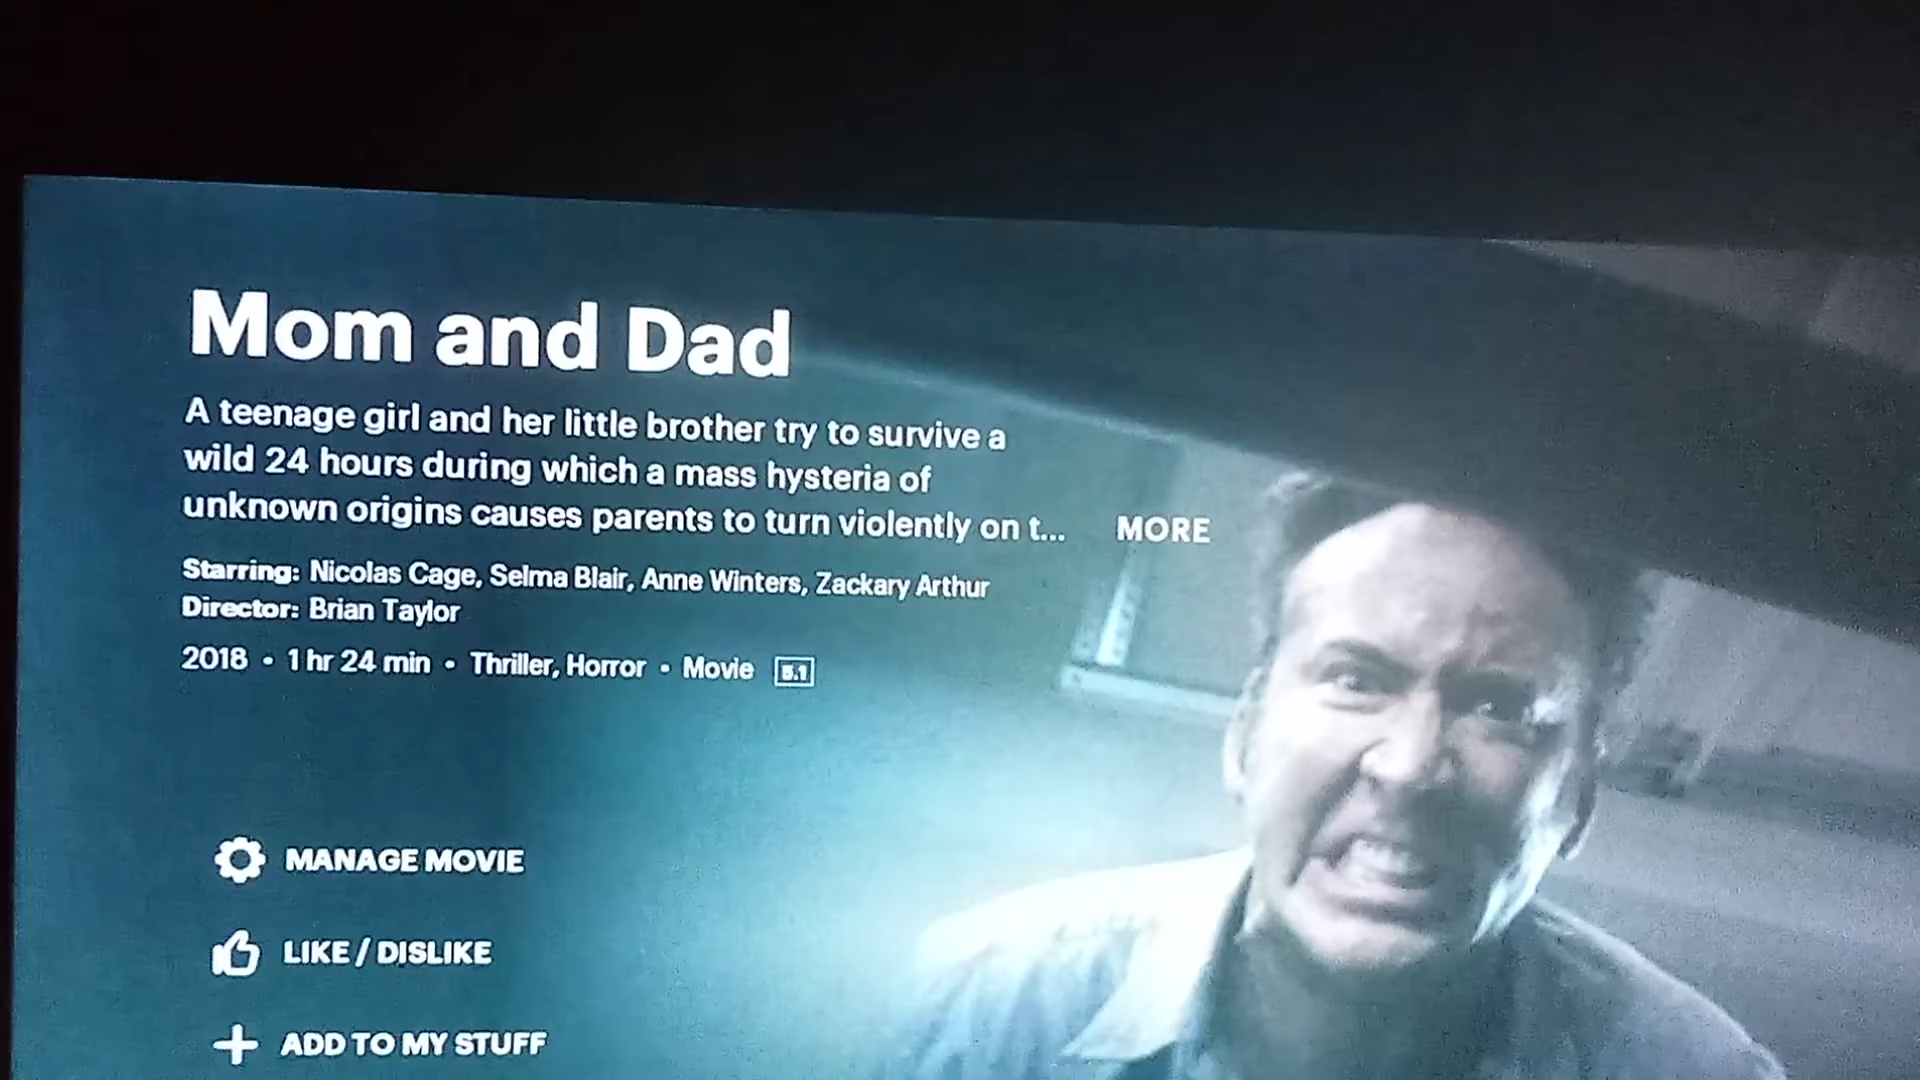 Mom and Dad
A teenage girl and her little brother try to survive a
wild 24 hours during which a mass hysteria of
unknown origins causes parents to turn violently on t...
MORE
Starring: Nicolas Cage, Selma Blair, Anne Winters, Zackary Arthur
Director: Brian Taylor
2018 • 1 hr 24 min • Thriller, Horror • Movie 5.1
MANAGE MOVIE
LIKE / DISLIKE
ADD TO MY STUFF